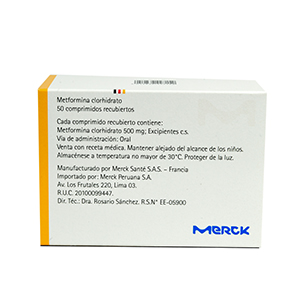 Metformina clorhidrato
50 comprimidos recubiertos
Cada comprimido recubierto contiene:
Metformina clorhidrato 500 mg; Excipientes c.s.
Vía de administración: Oral
Venta con receta médica. Mantener alejado del alcance de los niños.
Almacénese a temperatura no mayor de 30°C. Proteger de la luz.
Manufacturado por Merck Santé S.A.S. – Francia
Importado por: Merck Peruana S.A.
Av. Los Frutales 220, Lima 03.
R.U.C. 20100099447
Dir. Téc.: Dra. Rosario Sánchez. R.S.N° EE-05900
MERCK